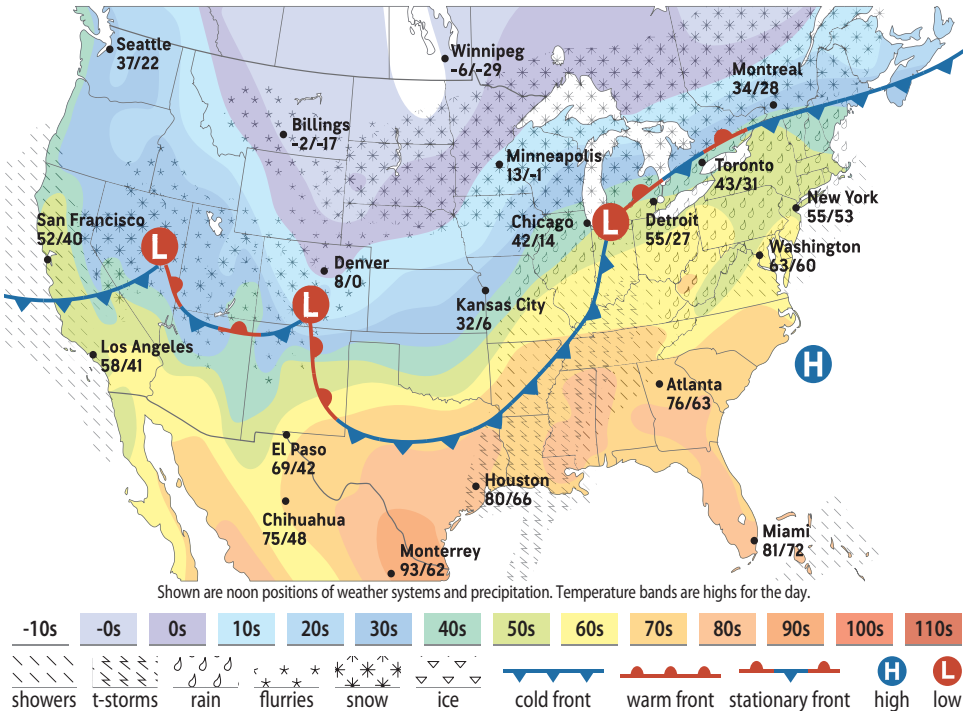 Seattle
37/22
Winnipeg
-6/-29
Montreal
34/28
Billings
-2/-17
Minneapolis
13/-1
Toronto
43/31
New York
55/53
San Francisco
52/40
L
Chicago
42/14
L
Detroit
55/27
Washington
63/60
Denver
8/0
L
Kansas City
32/6
Los Angeles
58/41
H
Atlanta
76/63
El Paso
69/42
Houston
80/66
Chihuahua
75/48
Miami
81/72
Monterrey
93/62
Shown are noon positions of weather systems and precipitation. Temperature bands are highs for the day.
-10s -0s 0s 10s 20s 30s 40s 50s 60s 70s 80s 90s 100s 110s
H L
showers t-storms rain flurries snow ice cold front warm front stationary front high low